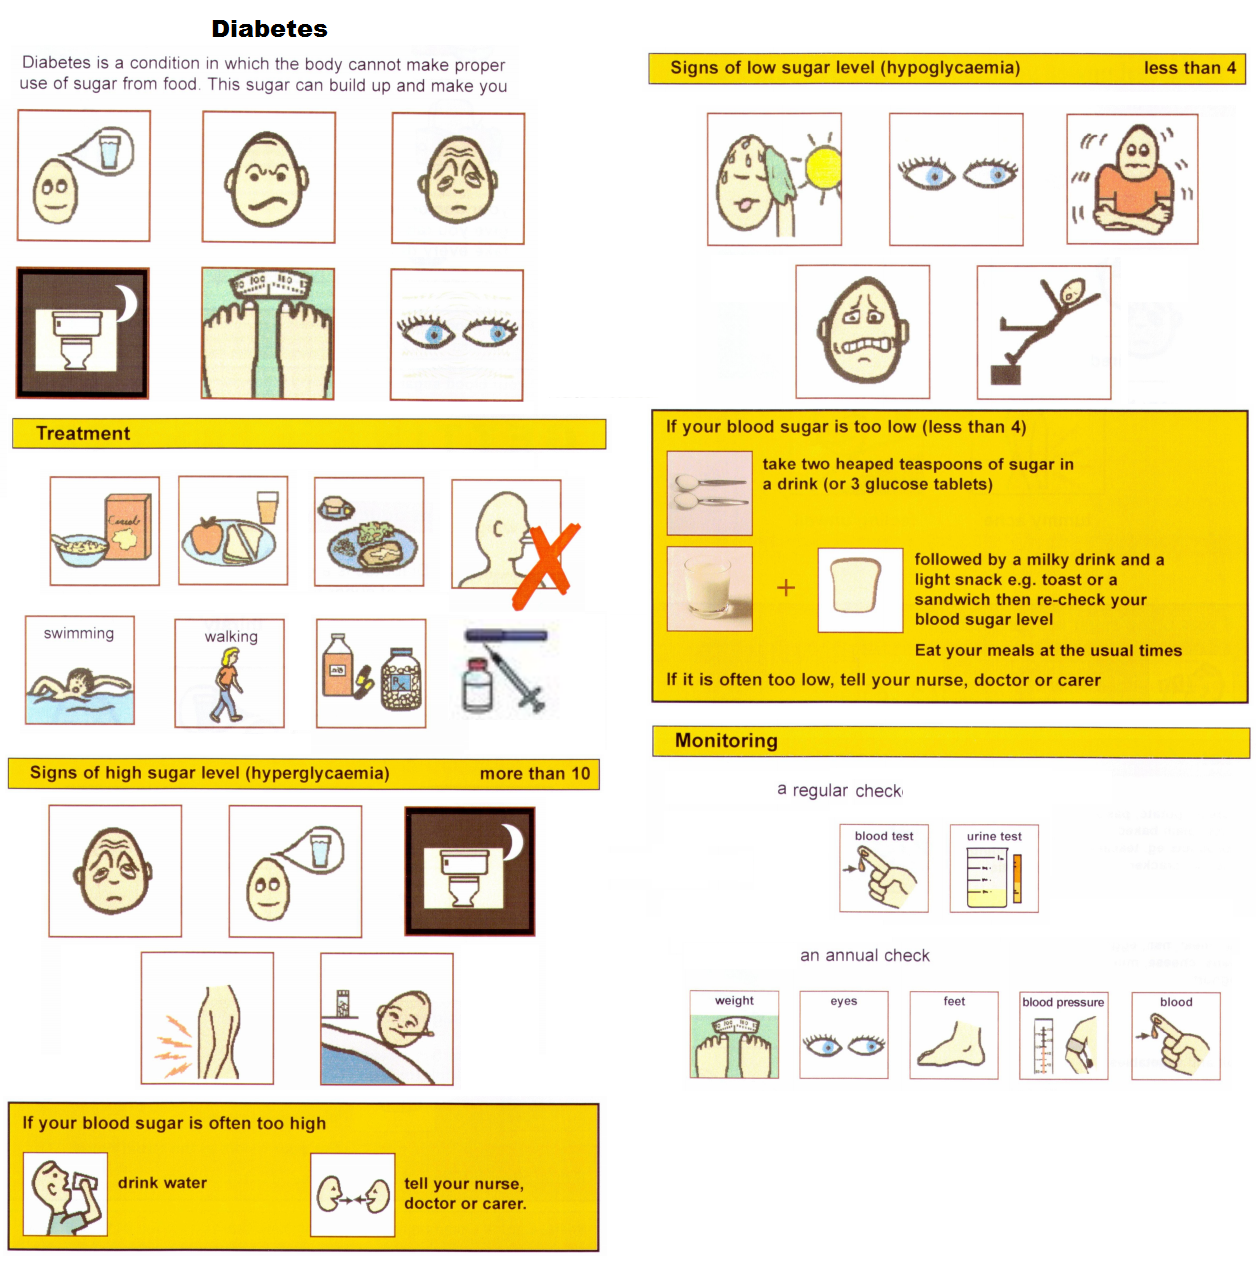 Diabetes
Diabetes is a condition in which the body cannot make proper
use of sugar from food. This sugar can build up and make you
Treatment
Cereal
swimming
walking
Rx
Signs of high sugar level (hyperglycaemia) more than 10
If your blood sugar is often too high
drink water
tell your nurse,
doctor or carer.
Signs of low sugar level (hypoglycaemia) less than 4
If your blood sugar is too low (less than 4)
take two heaped teaspoons of sugar in
a drink (or 3 glucose tablets)
+
followed by a milky drink and a
light snack e.g. toast or a
sandwich then re-check your
blood sugar level
Eat your meals at the usual times
If it is often too low, tell your nurse, doctor or carer
Monitoring
a regular check
blood test
urine test
an annual check
weight
eyes
feet
blood pressure
blood